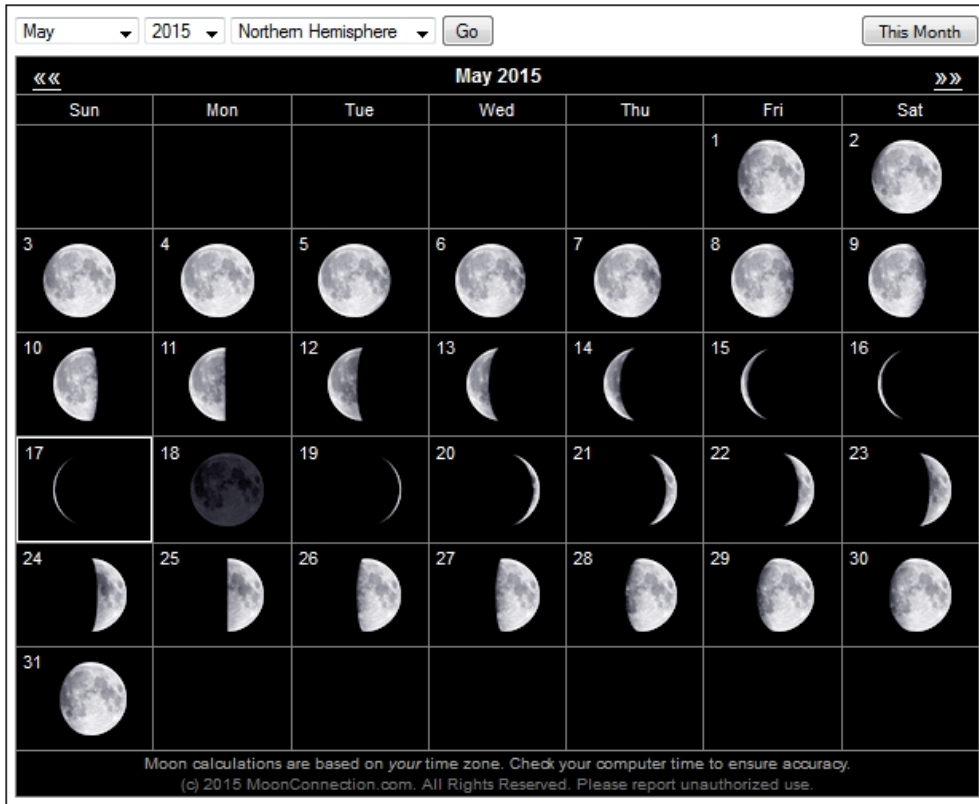 May 2015 Northern Hemisphere Go This Month
«« May 2015 »»
Sun Mon Tue Wed Thu Fri Sat
1 2
3 4 5 6 7 8 9
10 11 12 13 14 15 16
17 18 19 20 21 22 23
24 25 26 27 28 29 30
31
Moon calculations are based on your time zone. Check your computer time to ensure accuracy.
(c) 2015 MoonConnection.com. All Rights Reserved. Please report unauthorized use.